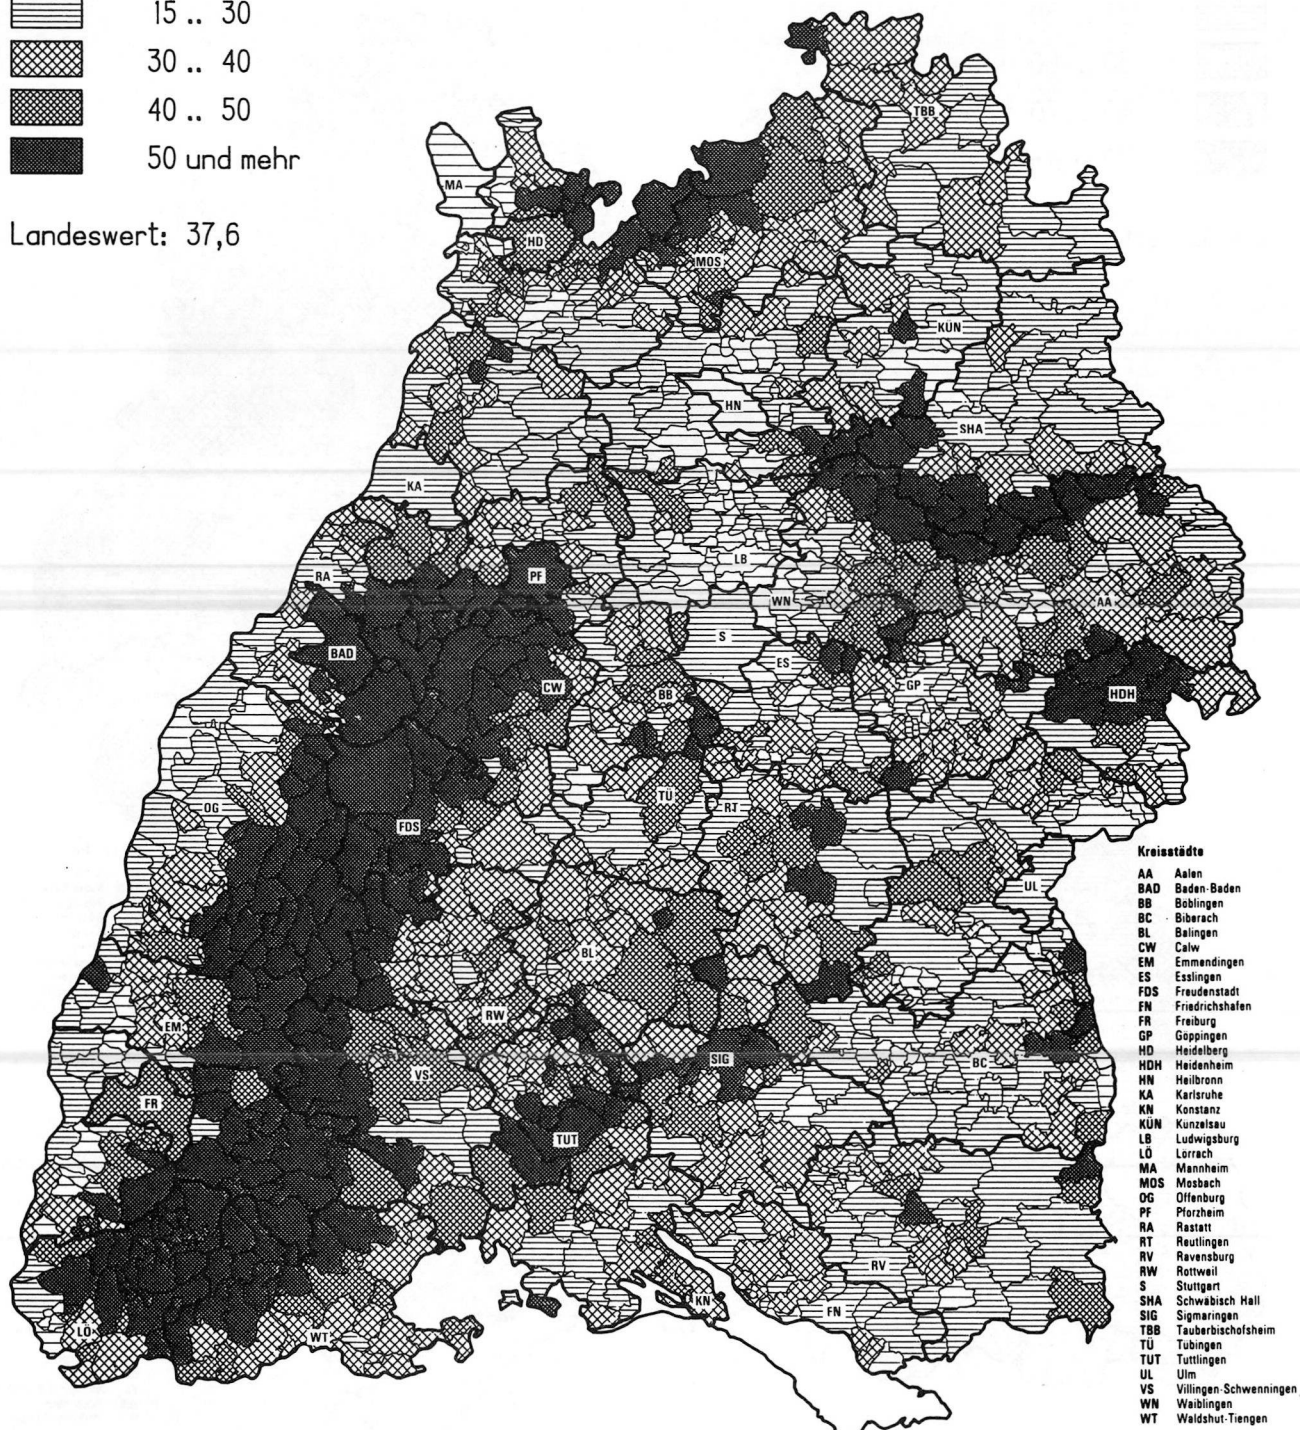 15 .. 30
30 .. 40
40 .. 50
50 und mehr
Landeswert: 37,6
TBB
MA
HD
MOS
KÜN
HN
SHA
KA
LB
PF
RA
WN
AA
S
BAD
ES
CW
BB
GP
HDH
OG
TÜ
RT
FDS
UL
BL
EM
RW
SIG
BC
VS
FR
TUT
RV
KN
FN
LÖ
WT
Kreisstädte
AA Aalen
BAD Baden-Baden
BB Böblingen
BC Biberach
BL Balingen
CW Calw
EM Emmendingen
ES Esslingen
FDS Freudenstadt
FN Friedrichshafen
FR Freiburg
GP Göppingen
HD Heidelberg
HDH Heidenheim
HN Heilbronn
KA Karlsruhe
KN Konstanz
KÜN Künzelsau
LB Ludwigsburg
LÖ Lörrach
MA Mannheim
MOS Mosbach
OG Offenburg
PF Pforzheim
RA Rastatt
RT Reutlingen
RV Ravensburg
RW Rottweil
S Stuttgart
SHA Schwäbisch Hall
SIG Sigmaringen
TBB Tauberbischofsheim
TÜ Tübingen
TUT Tuttlingen
UL Ulm
VS Villingen-Schwenningen
WN Waiblingen
WT Waldshut-Tiengen